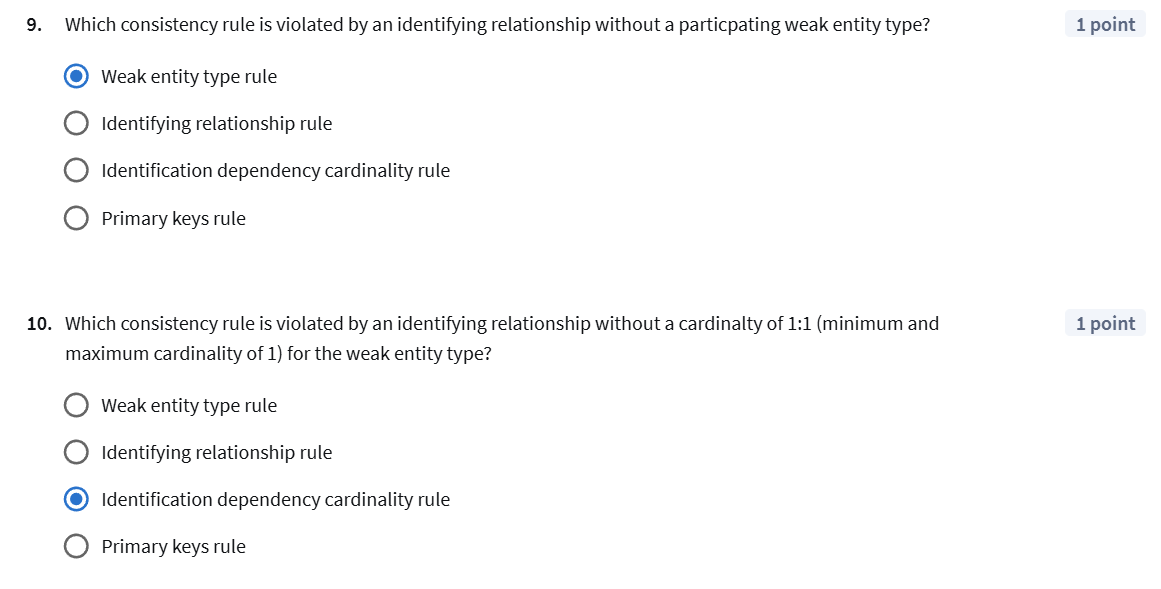 9. Which consistency rule is violated by an identifying relationship without a particpating weak entity type? 1 point
Weak entity type rule
Identifying relationship rule
Identification dependency cardinality rule
Primary keys rule
10. Which consistency rule is violated by an identifying relationship without a cardinalty of 1:1 (minimum and 1 point
maximum cardinality of 1) for the weak entity type?
Weak entity type rule
Identifying relationship rule
Identification dependency cardinality rule
Primary keys rule